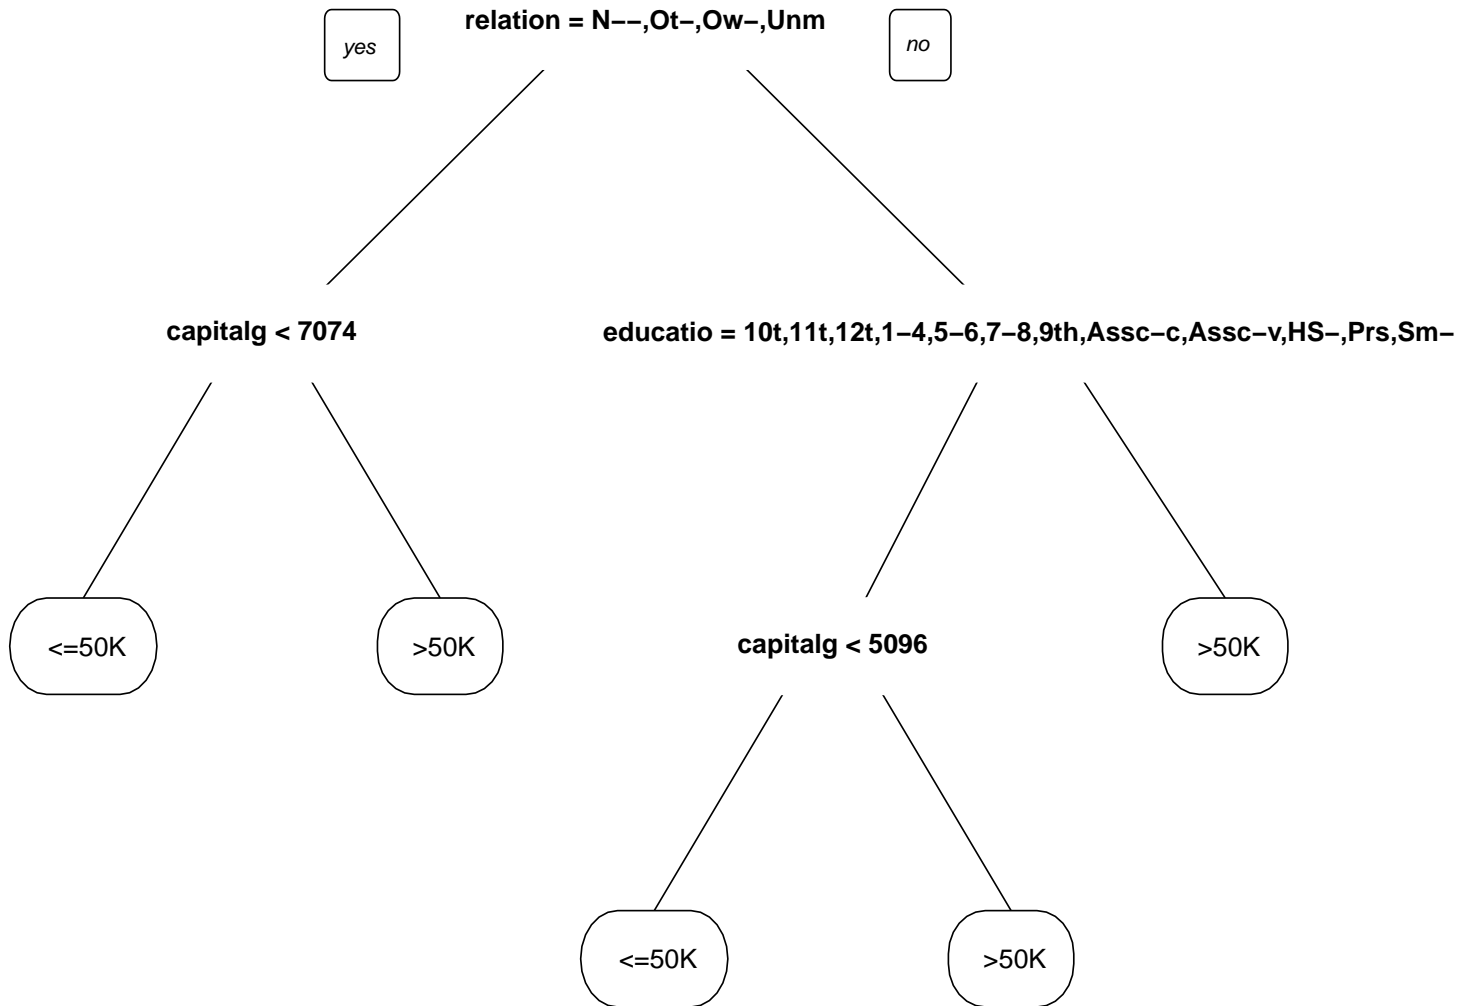 relation = N−−,Ot−,Ow−,Unm
yes
no
capitalg < 7074
educatio = 10t,11t,12t,1−4,5−6,7−8,9th,Assc−c,Assc−v,HS−,Prs,Sm−
<=50K
>50K
capitalg < 5096
>50K
<=50K
>50K